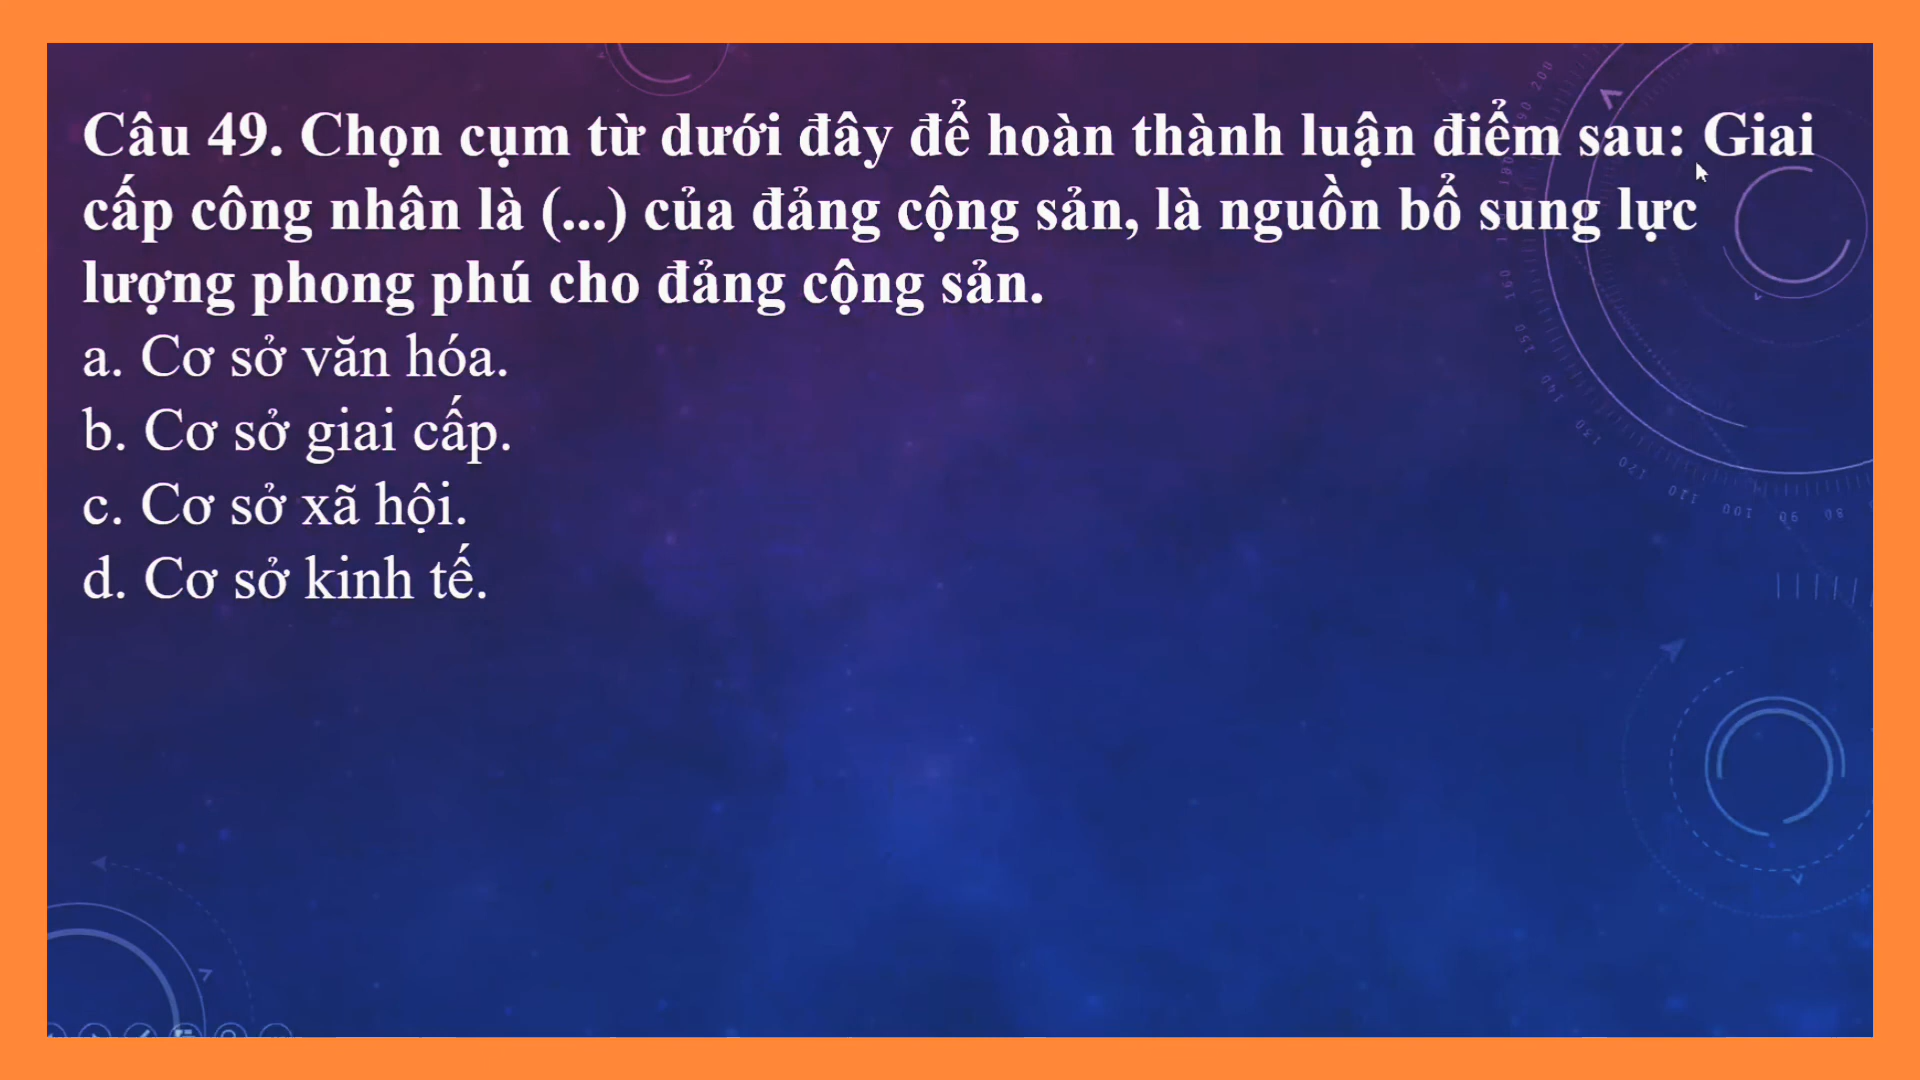 Câu 49. Chọn cụm từ dưới đây để hoàn thành luận điểm sau: Giai
cấp công nhân là (...) của đảng cộng sản, là nguồn bổ sung lực
lượng phong phú cho đảng cộng sản.
a. Cơ sở văn hóa.
b. Cơ sở giai cấp.
c. Cơ sở xã hội.
d. Cơ sở kinh tế.